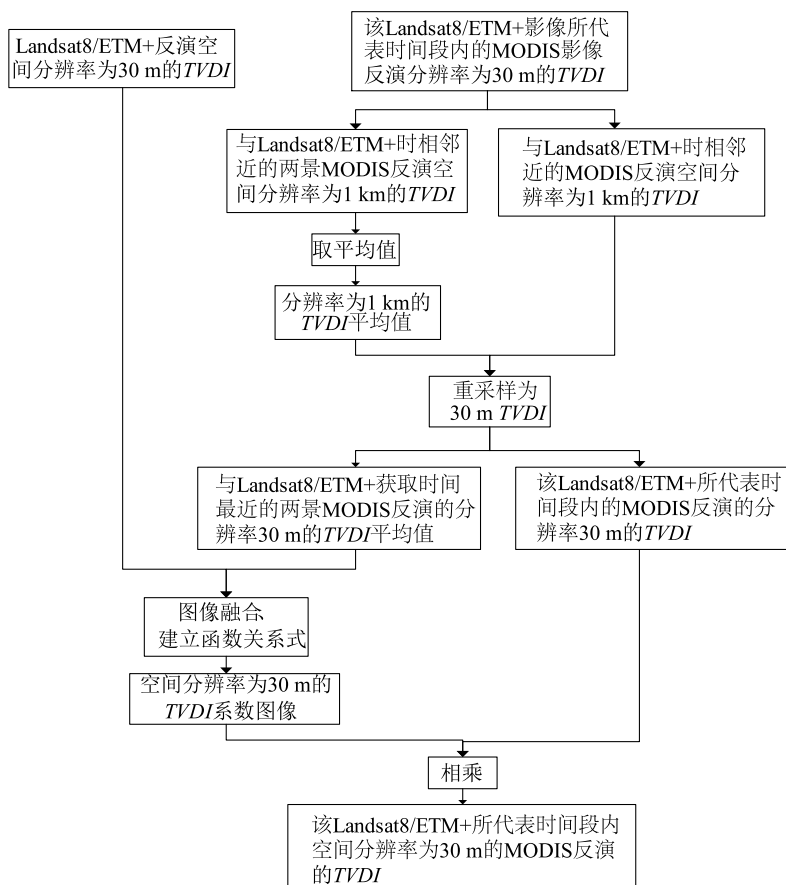 Landsat8/ETM+反演空
间分辨率为30 m的TVDI
该Landsat8/ETM+影像所代
表时间段内的MODIS影像
反演分辨率为30 m的TVDI
与Landsat8/ETM+时相邻
近的两景MODIS反演空
间分辨率为1 km的TVDI
与Landsat8/ETM+时相邻
近的MODIS反演空间分
辨率为1 km的TVDI
取平均值
分辨率为1 km的
TVDI平均值
重采样为
30 m TVDI
与Landsat8/ETM+获取时间
最近的两景MODIS反演的分
辨率30 m的TVDI平均值
该Landsat8/ETM+所代表时
间段内的MODIS反演的分
辨率30 m的TVDI
图像融合、
建立函数关系式
空间分辨率为30 m的
TVDI系数图像
相乘
该Landsat8/ETM+所代表时间段内
空间分辨率为30 m的MODIS反演
的TVDI